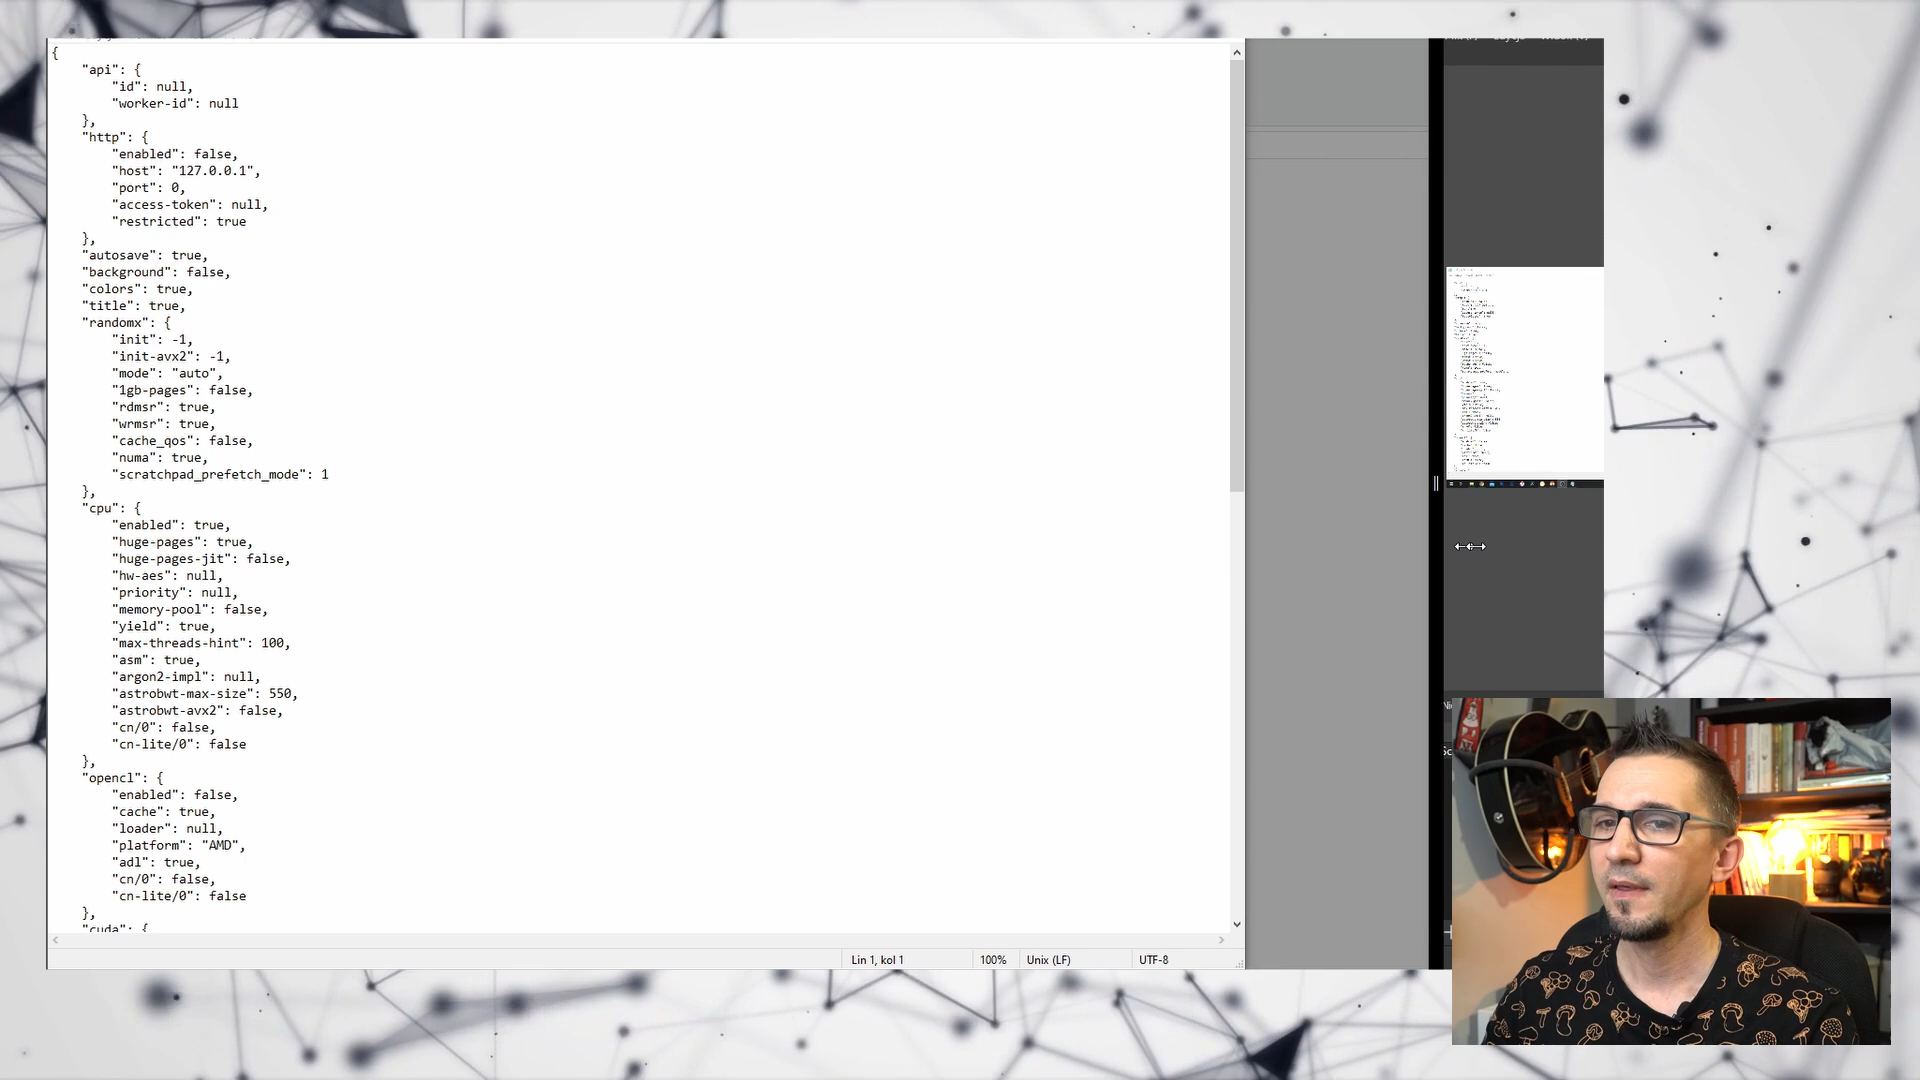 {
"api": {
"id": null,
"worker-id": null
},
"http": {
"enabled": false,
"host": "127.0.0.1",
"port": 0,
"access-token": null,
"restricted": true
},
"autosave": true,
"background": false,
"colors": true,
"title": true,
"randomx": {
"init": -1,
"init-avx2": -1,
"mode": "auto",
"1gb-pages": false,
"rdmsr": true,
"wrmsr": true,
"cache_qos": false,
"numa": true,
"scratchpad_prefetch_mode": 1
},
"cpu": {
"enabled": true,
"huge-pages": true,
"huge-pages-jit": false,
"hw-aes": null,
"priority": null,
"memory-pool": false,
"yield": true,
"max-threads-hint": 100,
"asm": true,
"argon2-impl": null,
"astrobwt-max-size": 550,
"astrobwt-avx2": false,
"cn/0": false,
"cn-lite/0": false
},
"opencl": {
"enabled": false,
"cache": true,
"loader": null,
"platform": "AMD",
"adl": true,
"cn/0": false,
"cn-lite/0": false
},
"cuda": {
Lin 1, kol 1
100%
Unix (LF)
UTF-8